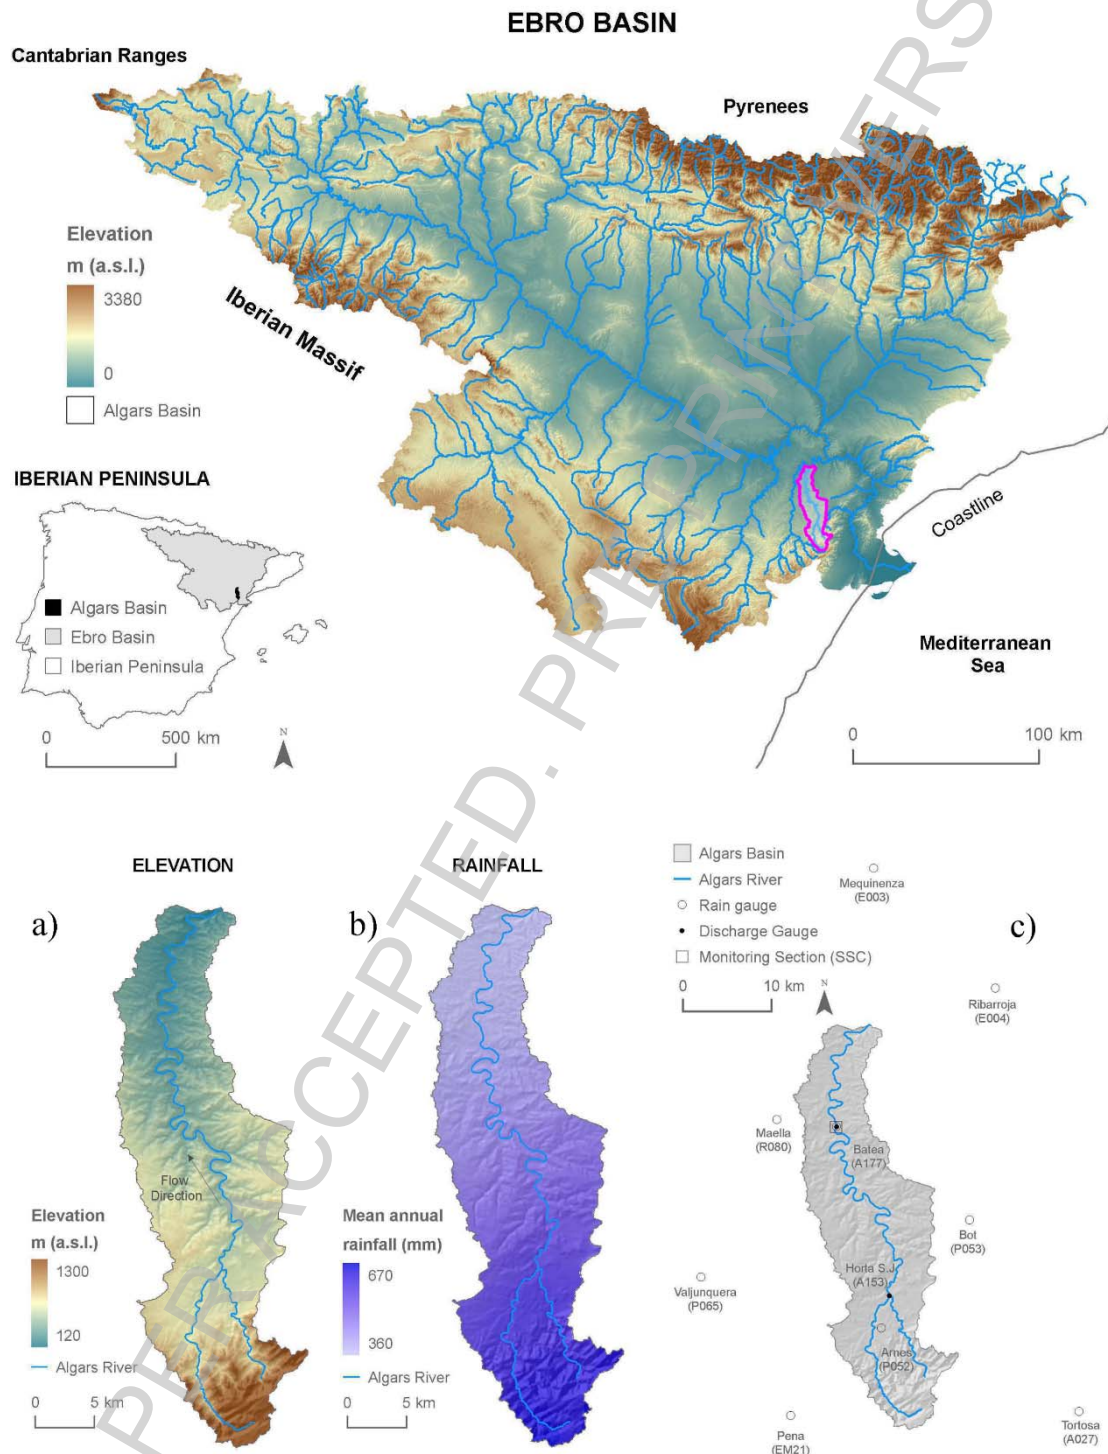 EBRO BASIN
Cantabrian Ranges
Pyrenees
Elevation
m (a.s.l.)
3380
0
Algars Basin
Iberian Massif
IBERIAN PENINSULA
Algars Basin
Ebro Basin
Iberian Peninsula
0 500 km
N
Coastline
Mediterranean
Sea
0 100 km
PEER ACCEPTED. PREPRINT VERS
ELEVATION
a)
Flow
Direction
Elevation
m (a.s.l.)
1300
120
Algars River
0 5 km
RAINFALL
b)
Mean annual
rainfall (mm)
670
360
Algars River
0 5 km
Algars Basin
Algars River
Rain gauge
Discharge Gauge
Monitoring Section (SSC)
0 10 km
N
c)
Mequinenza
(E003)
Ribarroja
(E004)
Maella
(R080)
Batea
(A177)
Bot
(P053)
Horta S.J.
(A153)
Valjunquera
(P065)
Arnes
(P052)
Pena
(EM21)
Tortosa
(A027)